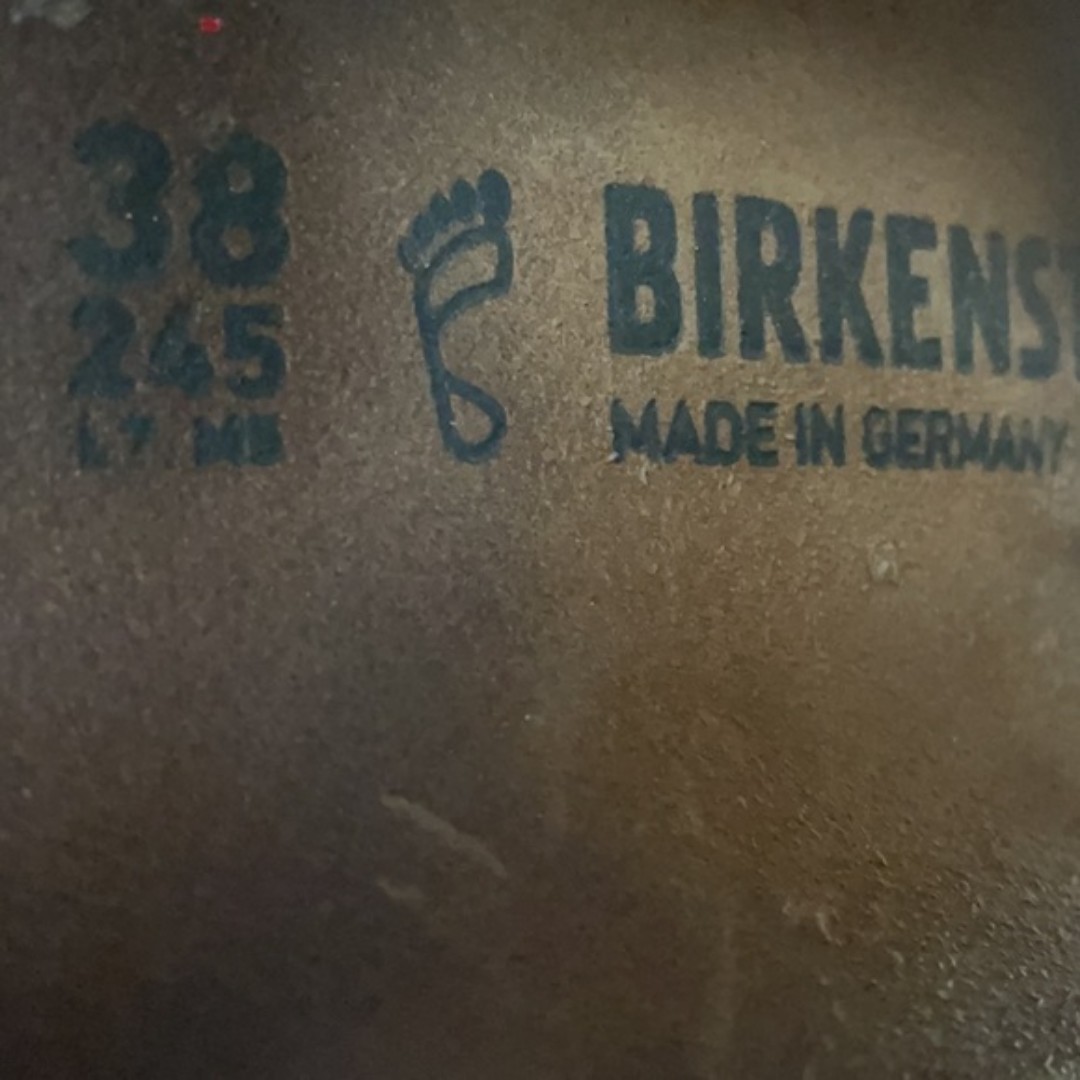 38
245
L7 M5
BIRKENST
MADE IN GERMANY